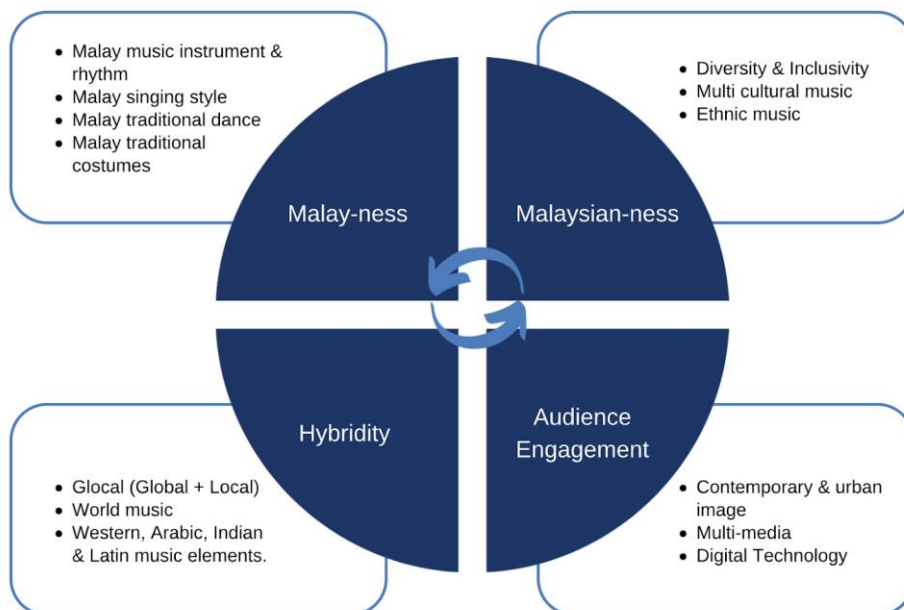 • Malay music instrument &
rhythm
• Malay singing style
• Malay traditional dance
• Malay traditional
costumes
• Diversity & Inclusivity
• Multi cultural music
• Ethnic music
Malay-ness
Malaysian-ness
Hybridity
Audience
Engagement
• Glocal (Global + Local)
• World music
• Western, Arabic, Indian
& Latin music elements.
• Contemporary & urban
image
• Multi-media
• Digital Technology